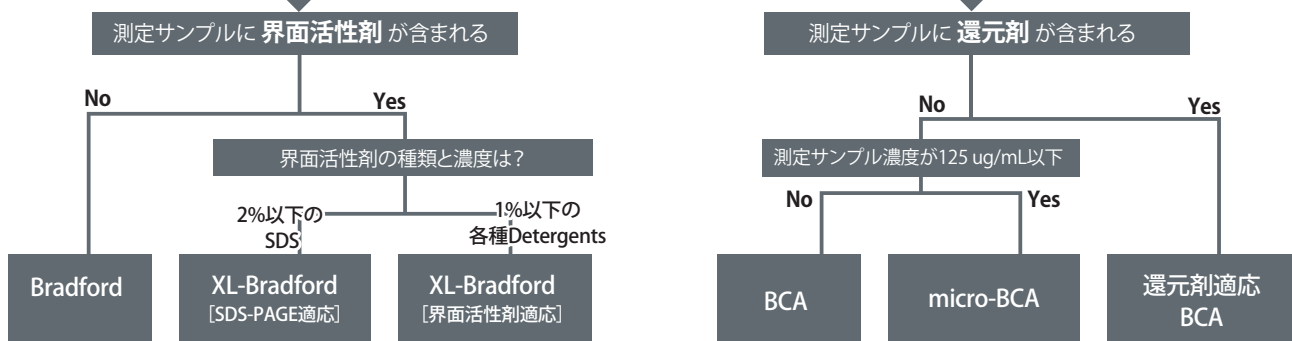 測定サンプルに 界面活性剤 が含まれる
No
Yes
界面活性剤の種類と濃度は?
2%以下の
SDS
1%以下の
各種Detergents
Bradford
XL-Bradford
[SDS-PAGE適応]
XL-Bradford
[界面活性剤適応]
測定サンプルに 還元剤 が含まれる
No
Yes
測定サンプル濃度が125 ug/mL以下
No
Yes
BCA
micro-BCA
還元剤適応
BCA